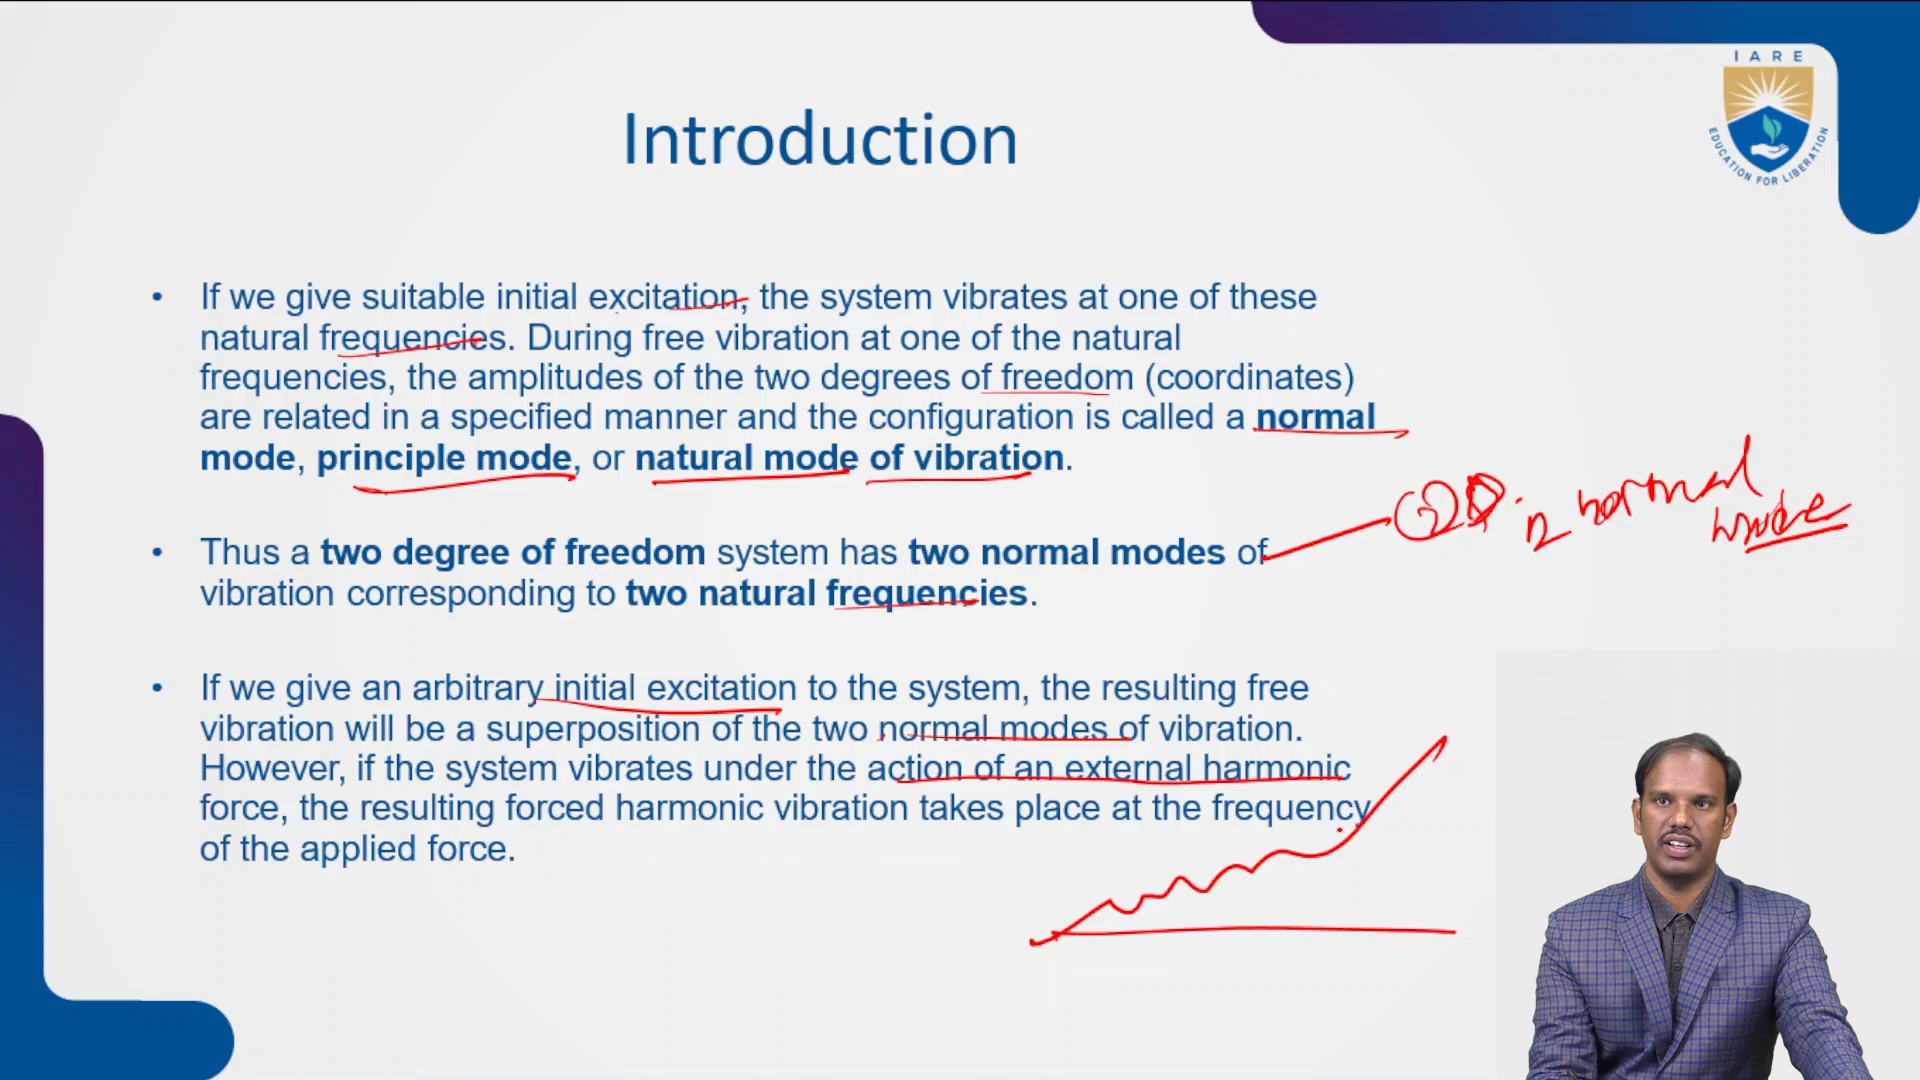 I A R E
EDUCATION FOR LIBERATION
Introduction
• If we give suitable initial excitation, the system vibrates at one of these
natural frequencies. During free vibration at one of the natural
frequencies, the amplitudes of the two degrees of freedom (coordinates)
are related in a specified manner and the configuration is called a normal
mode, principle mode, or natural mode of vibration.
2 normal
mode
• Thus a two degree of freedom system has two normal modes of
vibration corresponding to two natural frequencies.
• If we give an arbitrary initial excitation to the system, the resulting free
vibration will be a superposition of the two normal modes of vibration.
However, if the system vibrates under the action of an external harmonic
force, the resulting forced harmonic vibration takes place at the frequency
of the applied force.